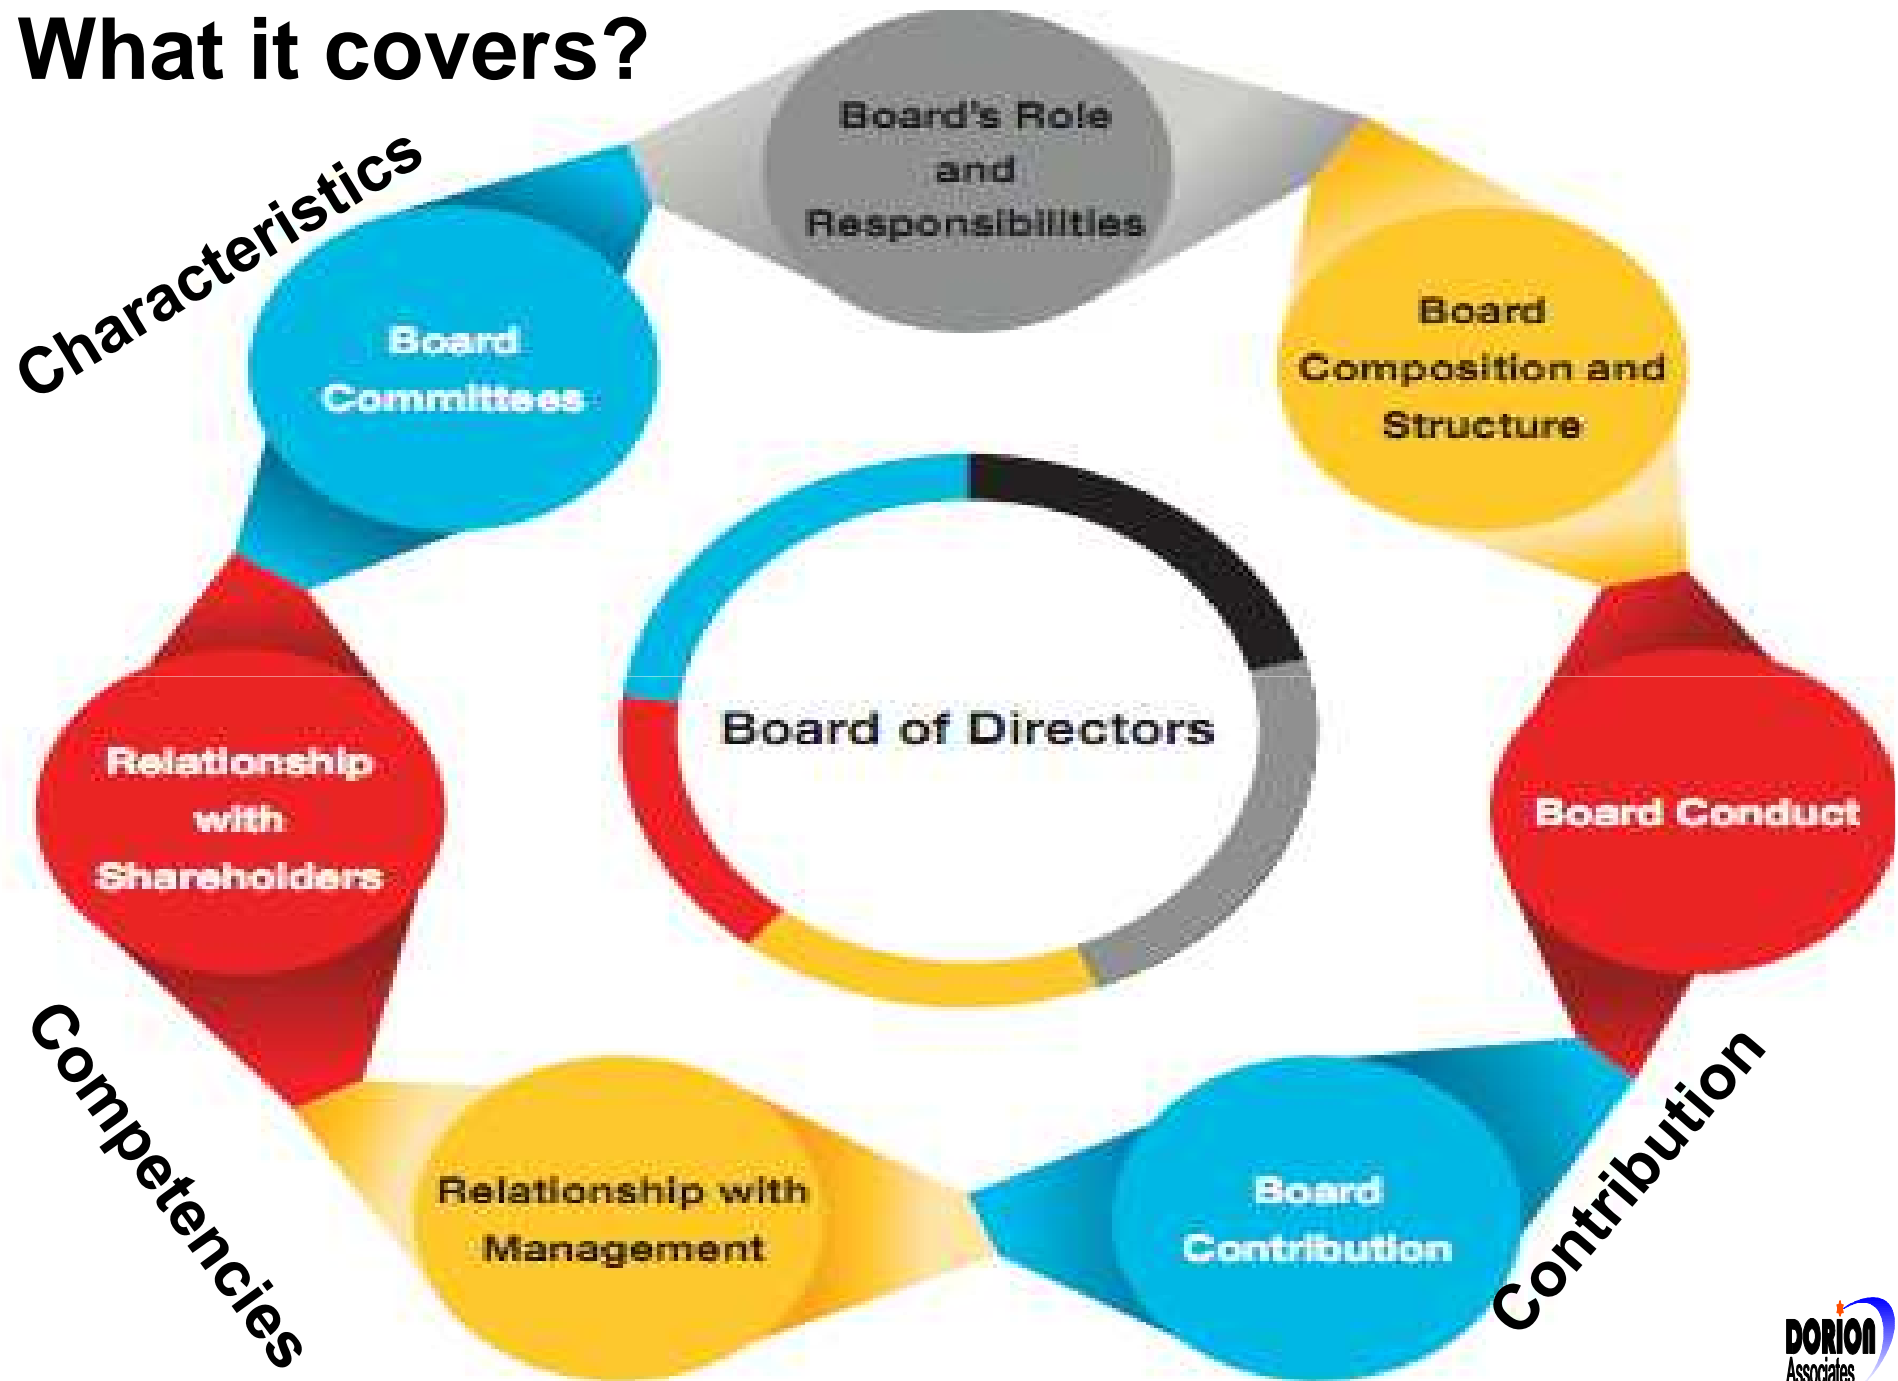 What it covers?
Characteristics
Board's Role
and
Responsibilities
Board
Composition and
Structure
Board
Committees
Board of Directors
Relationship
with
Shareholders
Board Conduct
Competencies
Contribution
Relationship with
Management
Board
Contribution
DORION
Associates